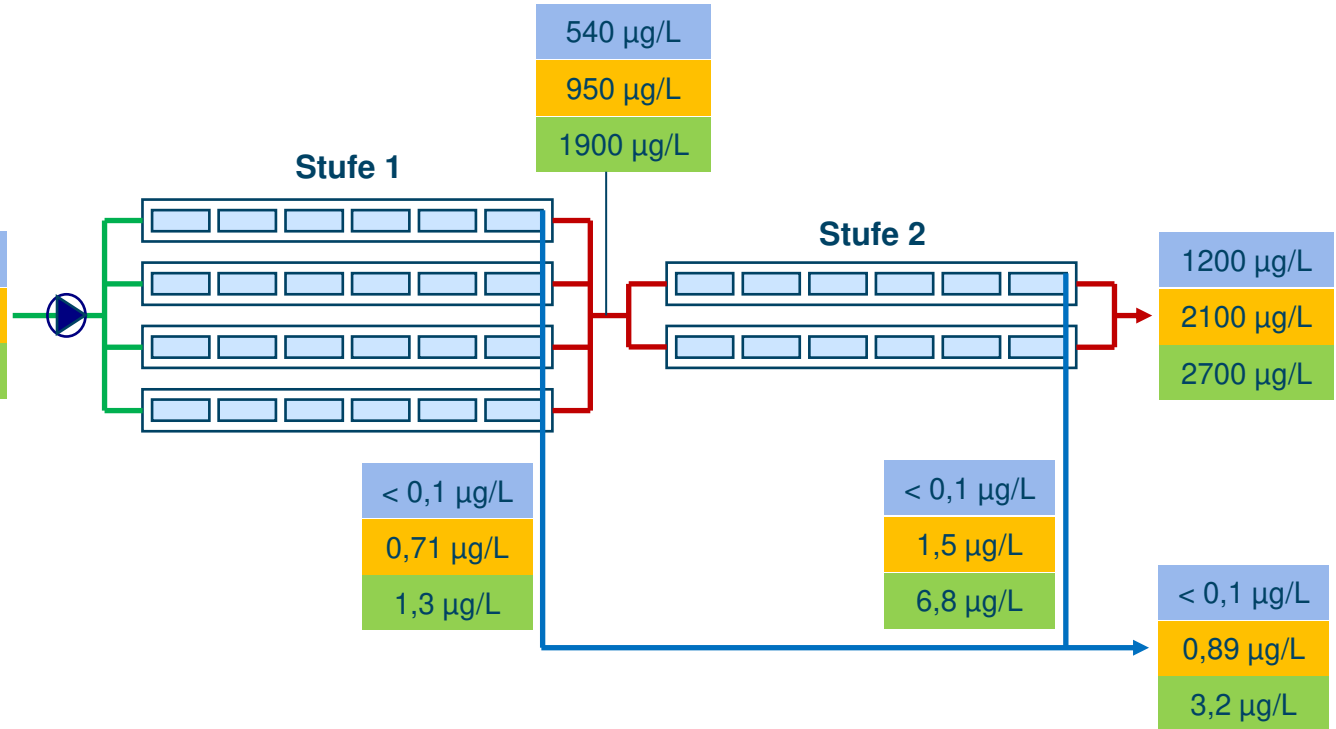 540 µg/L
950 µg/L
1900 µg/L
Stufe 1
Stufe 2
1200 µg/L
2100 µg/L
2700 µg/L
< 0,1 µg/L
0,71 µg/L
1,3 µg/L
< 0,1 µg/L
1,5 µg/L
6,8 µg/L
< 0,1 µg/L
0,89 µg/L
3,2 µg/L